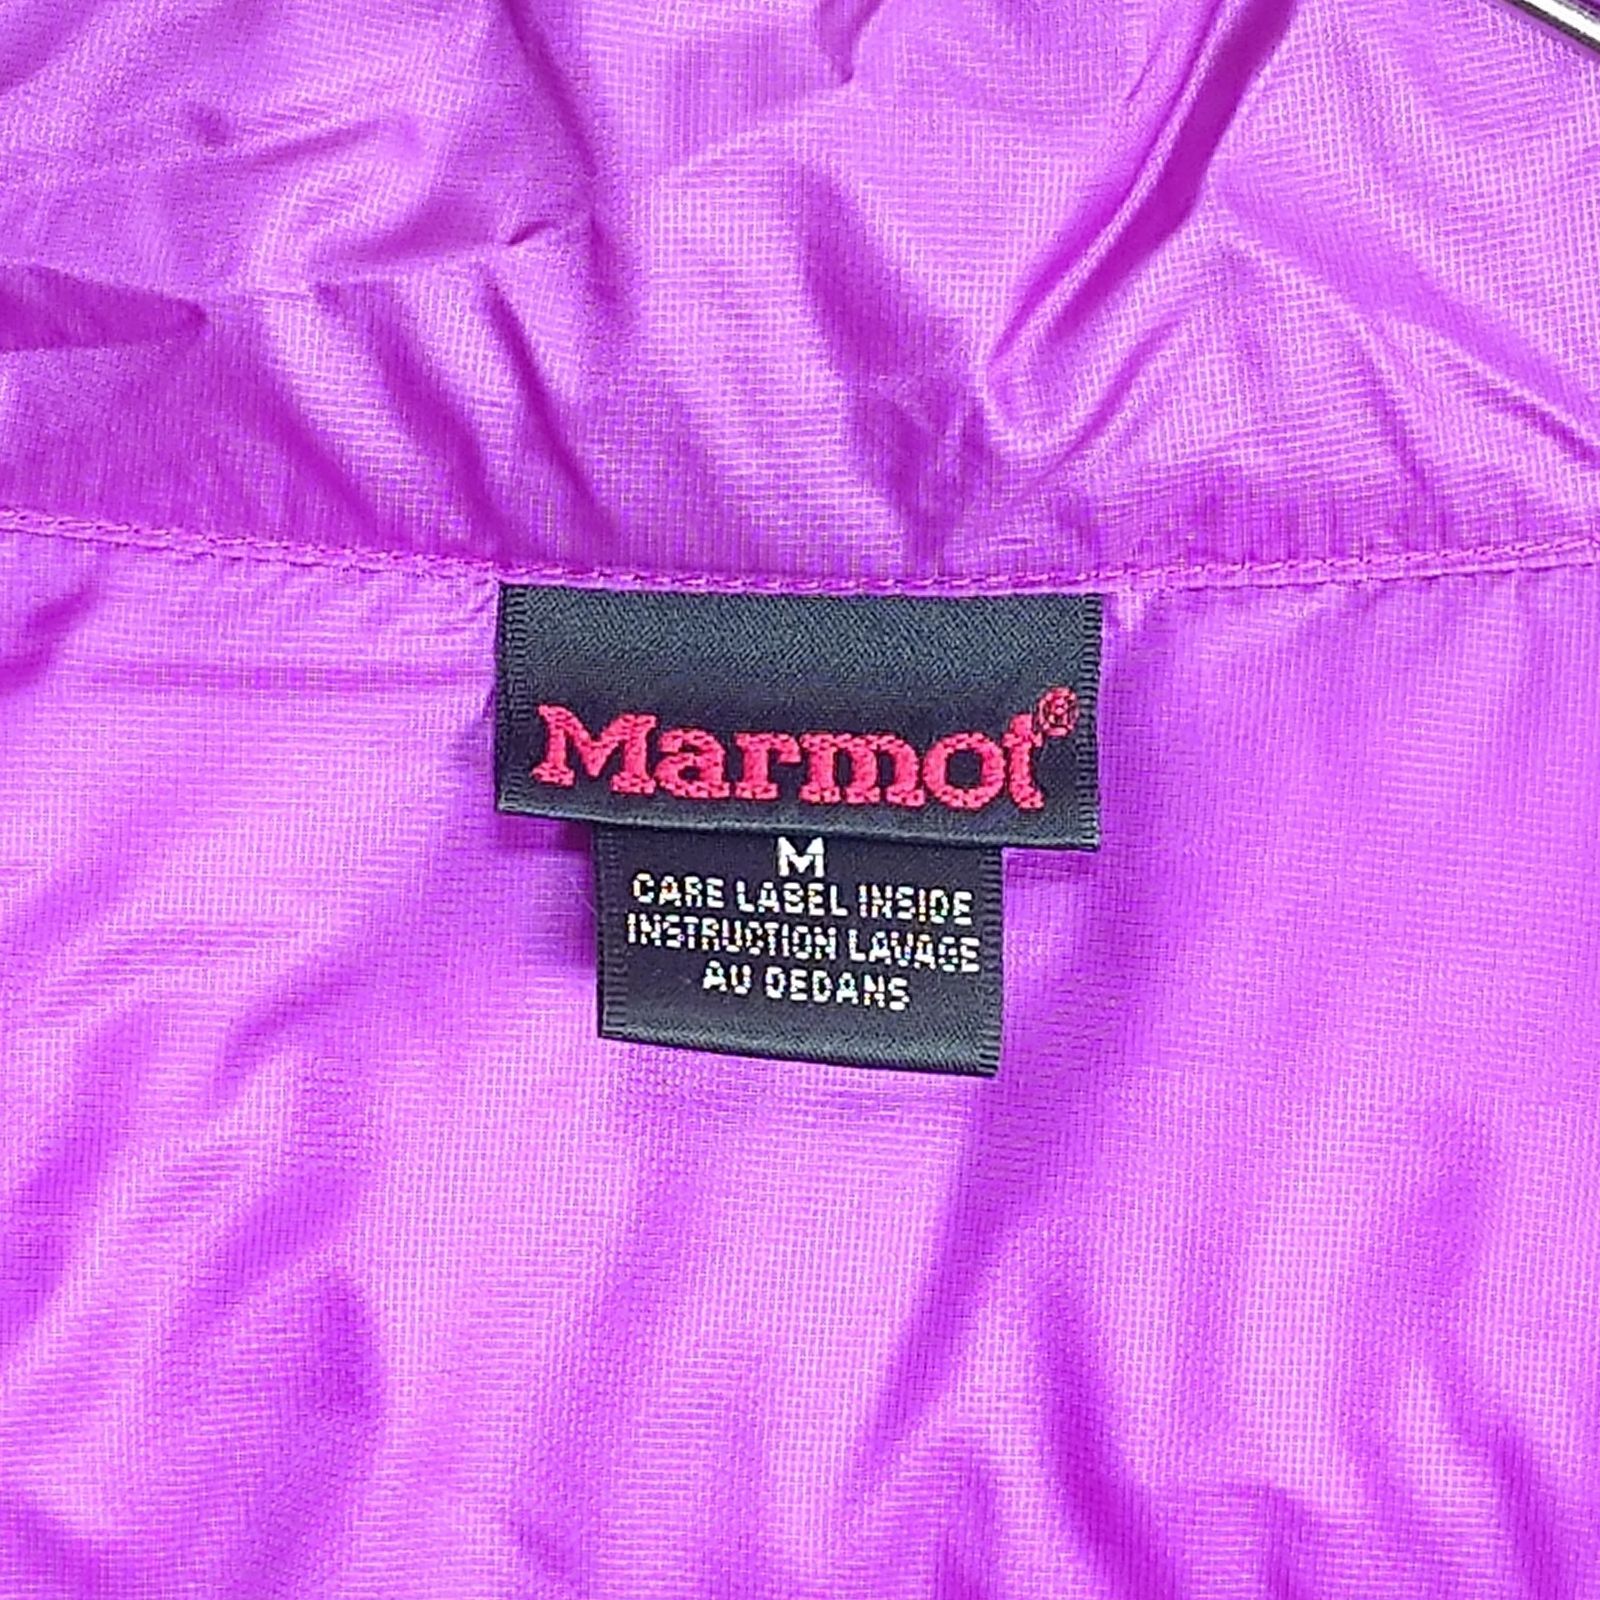 Marmot®
M
CARE LABEL INSIDE
INSTRUCTION LAVAGE
AU DEDANS